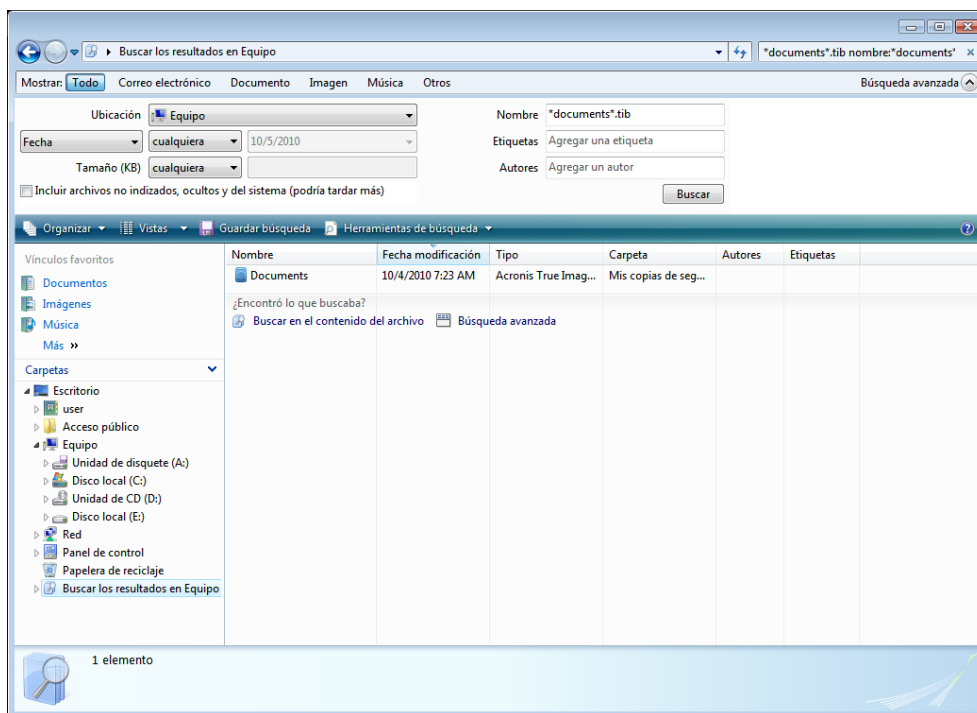 Buscar los resultados en Equipo
*documents*.tib nombre:*documents*
Mostrar: Todo Correo electrónico Documento Imagen Música Otros Búsqueda avanzada
Ubicación Equipo Nombre *documents*.tib
Fecha cualquiera 10/5/2010 Etiquetas Agregar una etiqueta
Tamaño (KB) cualquiera Autores Agregar un autor
Incluir archivos no indizados, ocultos y del sistema (podría tardar más)
Buscar
Organizar Vistas Guardar búsqueda Herramientas de búsqueda
Vínculos favoritos
Documentos
Imágenes
Música
Más »
Carpetas
Escritorio
user
Acceso público
Equipo
Unidad de disquete (A:)
Disco local (C:)
Unidad de CD (D:)
Disco local (E:)
Red
Panel de control
Papelera de reciclaje
Buscar los resultados en Equipo
Nombre Fecha modificación Tipo Carpeta Autores Etiquetas
Documents 10/4/2010 7:23 AM Acronis True Imag... Mis copias de seg...
¿Encontró lo que buscaba?
Buscar en el contenido del archivo Búsqueda avanzada
1 elemento